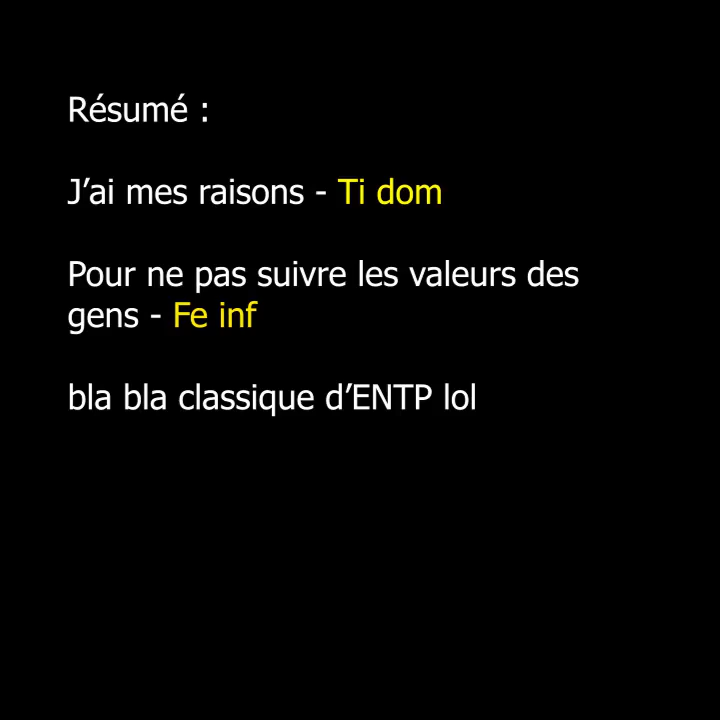 Résumé :
J’ai mes raisons - Ti dom
Pour ne pas suivre les valeurs des
gens - Fe inf
bla bla classique d’ENTP lol